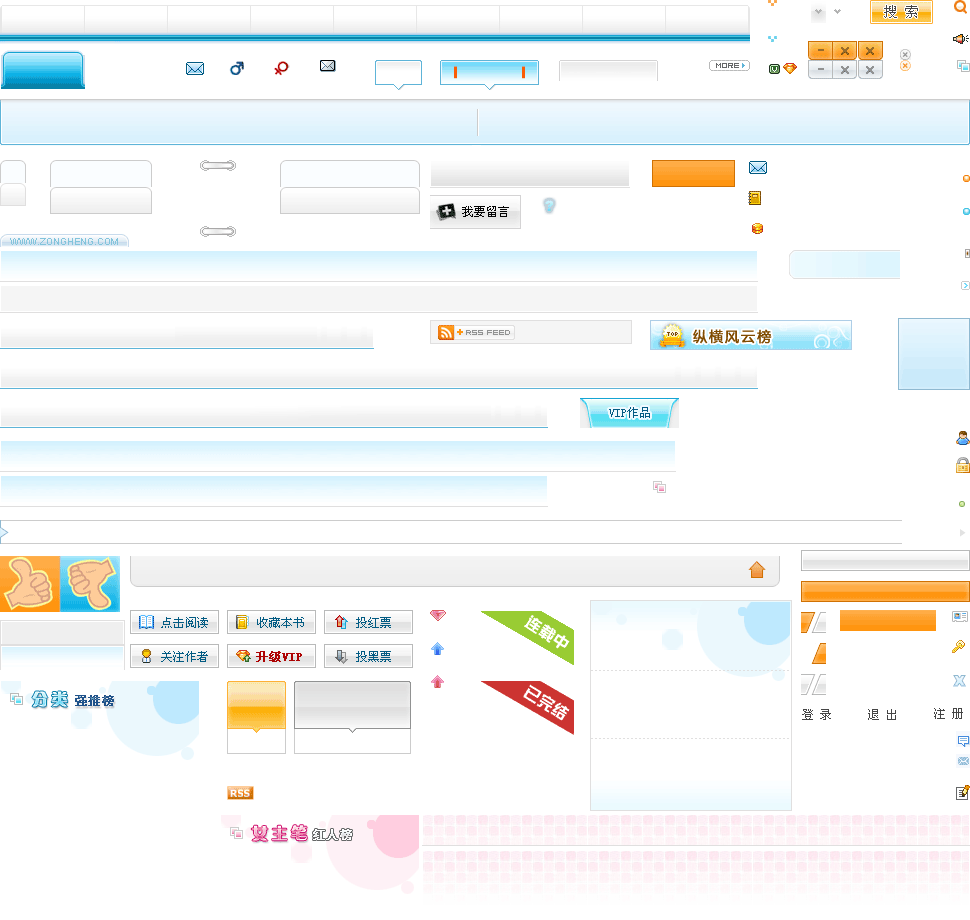 搜 索
MORE
我要留言
WWW.ZONGHENG.COM
RSS FEED
TOP
纵横风云榜
VIP作品
点击阅读
收藏本书
投红票
连载中
关注作者
升级VIP
投黑票
分类 强推榜
已完结
登 录
退 出
注 册
RSS
女主笔 红人榜